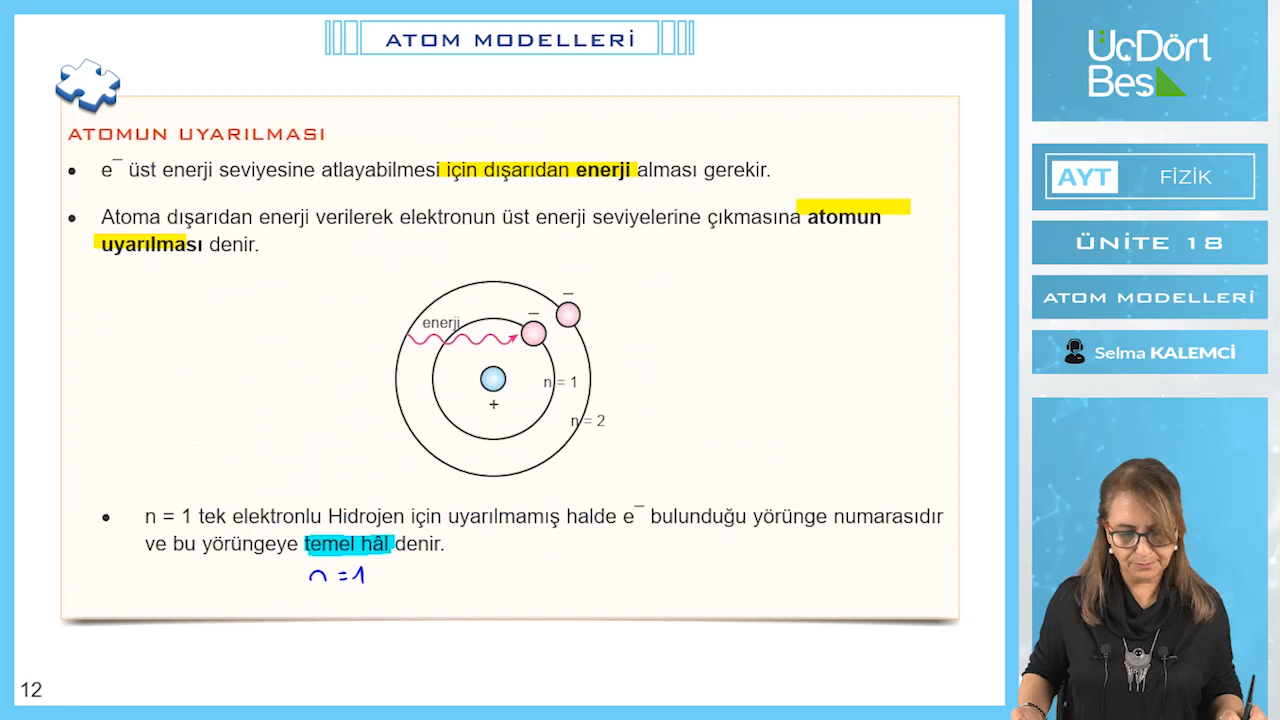 ATOM MODELLERİ
ATOMUN UYARILMASI
• e¯ üst enerji seviyesine atlayabilmesi için dışarıdan enerji alması gerekir.
• Atoma dışarıdan enerji verilerek elektronun üst enerji seviyelerine çıkmasına atomun
uyarılması denir.
enerji
–
–
+
n = 1
n = 2
• n = 1 tek elektronlu Hidrojen için uyarılmamış halde e¯ bulunduğu yörünge numarasıdır
ve bu yörüngeye temel hâl denir.
n = 1
12
ÜçDört
Beş
AYT FİZİK
ÜNİTE 18
ATOM MODELLERİ
Selma KALEMCİ